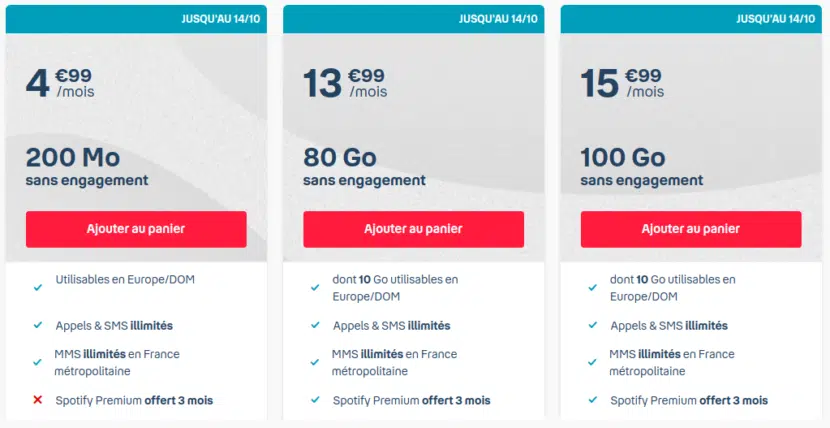 JUSQU'AU 14/10
4 €99
/mois
200 Mo
sans engagement
Ajouter au panier
Utilisables en Europe/DOM
Appels & SMS illimités
MMS illimités en France
métropolitaine
Spotify Premium offert 3 mois
JUSQU'AU 14/10
13 €99
/mois
80 Go
sans engagement
Ajouter au panier
dont 10 Go utilisables en
Europe/DOM
Appels & SMS illimités
MMS illimités en France
métropolitaine
Spotify Premium offert 3 mois
JUSQU'AU 14/10
15 €99
/mois
100 Go
sans engagement
Ajouter au panier
dont 10 Go utilisables en
Europe/DOM
Appels & SMS illimités
MMS illimités en France
métropolitaine
Spotify Premium offert 3 mois